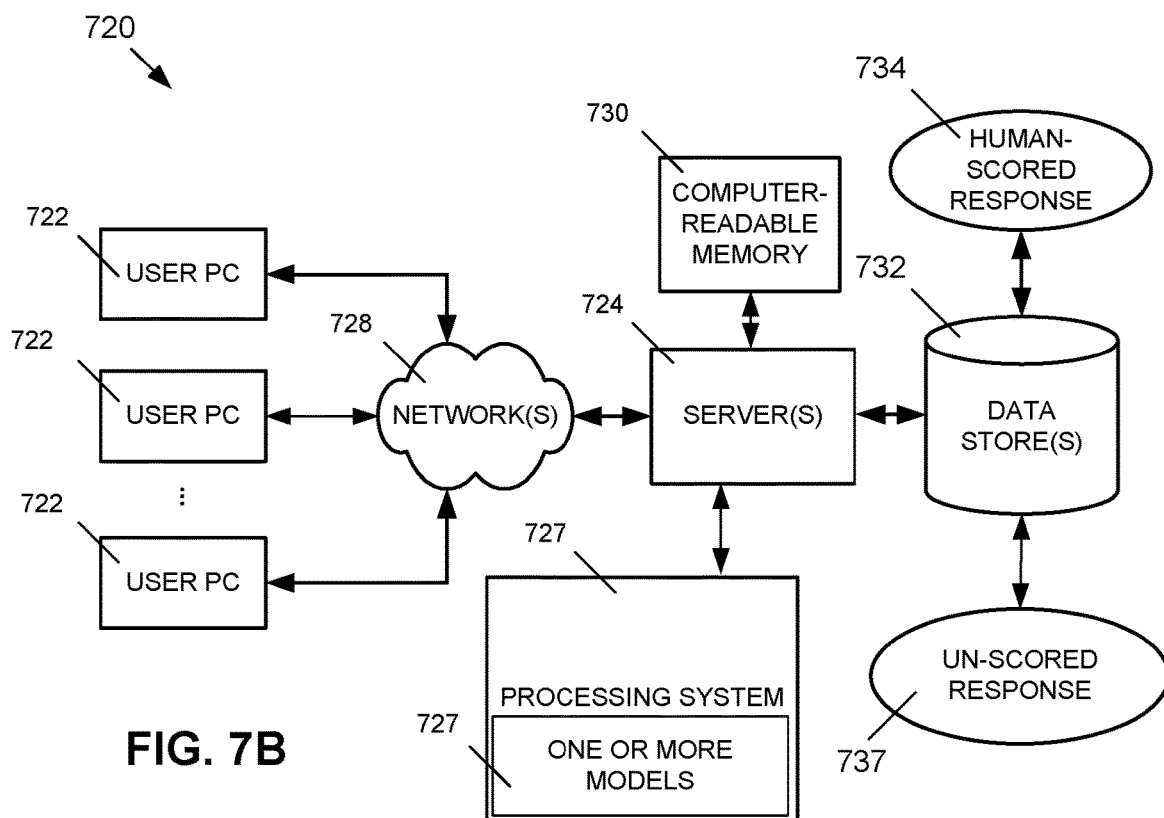 720
734
HUMAN-
SCORED
RESPONSE
730
COMPUTER-
READABLE
MEMORY
722
USER PC
732
724
728
722
USER PC
NETWORK(S)
SERVER(S)
DATA
STORE(S)
...
722
USER PC
727
PROCESSING SYSTEM
UN-SCORED
RESPONSE
727
ONE OR MORE
MODELS
737
FIG. 7B